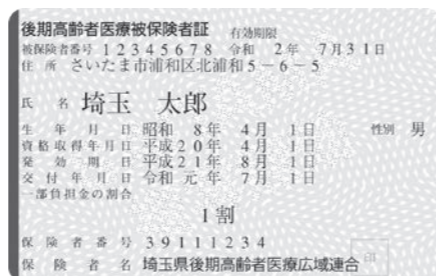 後期高齢者医療被保険者証 有効期限
被保険者番号 12345678 令和 2年 7月31日
住所 さいたま市浦和区北浦和5−6−5
氏名 埼玉 太郎
生年月日 昭和 8年 4月 1日 性別 男
資格取得年月日 平成20年 4月 1日
発効期日 平成21年 8月 1日
交付年月日 令和元年 7月 1日
一部負担金の割合
1割
保険者番号 39111234
保険者名 埼玉県後期高齢者医療広域連合 印